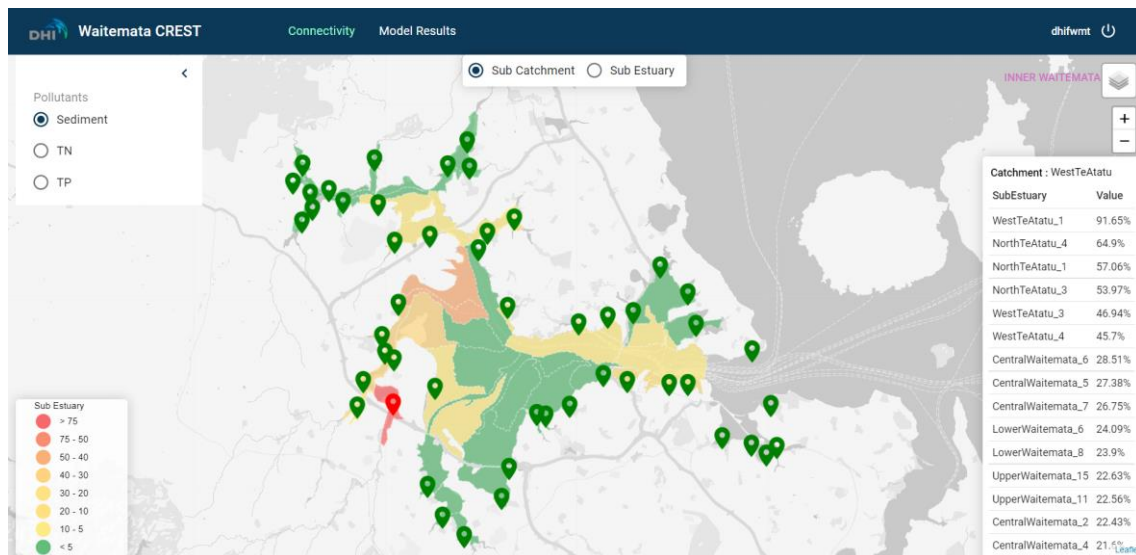 DHI Waitemata CREST Connectivity Model Results dhifwmt
Sub Catchment Sub Estuary
INNER WAITEMATA
Pollutants
Sediment
TN
TP
+
−
Catchment : WestTeAtatu
SubEstuary Value
WestTeAtatu_1 91.65%
NorthTeAtatu_4 64.9%
NorthTeAtatu_1 57.06%
NorthTeAtatu_3 53.97%
WestTeAtatu_3 46.94%
WestTeAtatu_4 45.7%
CentralWaitemata_6 28.51%
CentralWaitemata_5 27.38%
CentralWaitemata_7 26.75%
LowerWaitemata_6 24.09%
LowerWaitemata_8 23.9%
UpperWaitemata_15 22.63%
UpperWaitemata_11 22.56%
CentralWaitemata_2 22.43%
CentralWaitemata_4
Sub Estuary
> 75
75 - 50
50 - 40
40 - 30
30 - 20
20 - 10
10 - 5
< 5